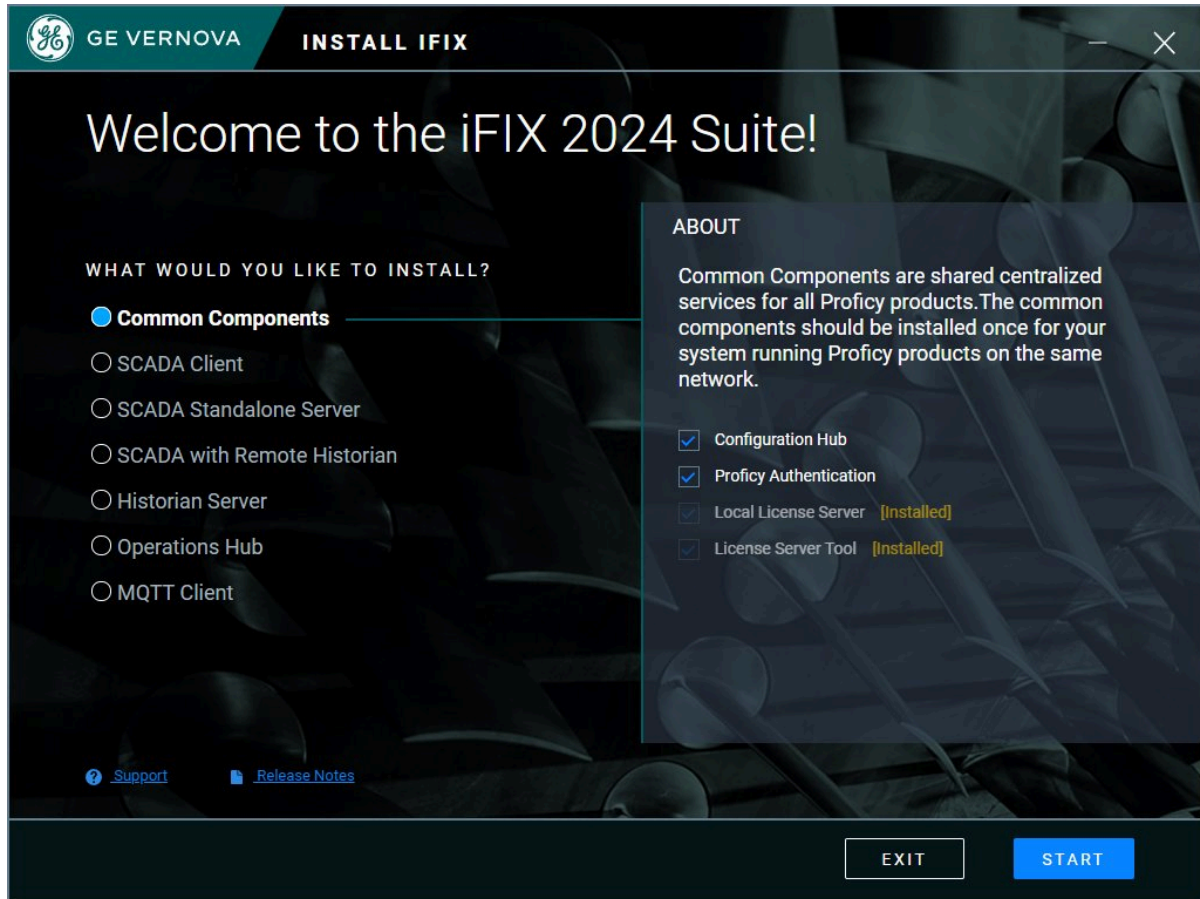 GE VERNOVA
INSTALL IFIX
Welcome to the iFIX 2024 Suite!
WHAT WOULD YOU LIKE TO INSTALL?
Common Components
SCADA Client
SCADA Standalone Server
SCADA with Remote Historian
Historian Server
Operations Hub
MQTT Client
ABOUT
Common Components are shared centralized
services for all Proficy products.The common
components should be installed once for your
system running Proficy products on the same
network.
Configuration Hub
Proficy Authentication
Local License Server [Installed]
License Server Tool [Installed]
Support
Release Notes
EXIT
START